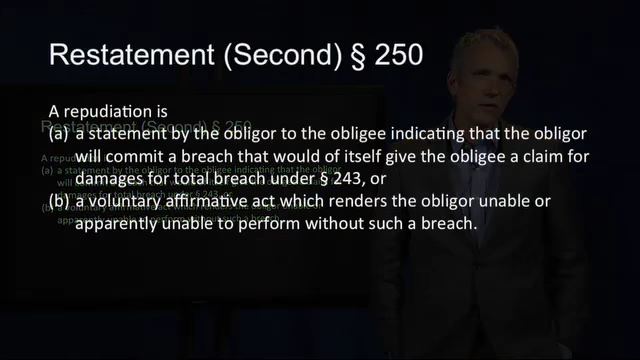 Restatement (Second) § 250
A repudiation is
(a) a statement by the obligor to the obligee indicating that the obligor
will commit a breach that would of itself give the obligee a claim for
damages for total breach under § 243, or
(b) a voluntary affirmative act which renders the obligor unable or
apparently unable to perform without such a breach.